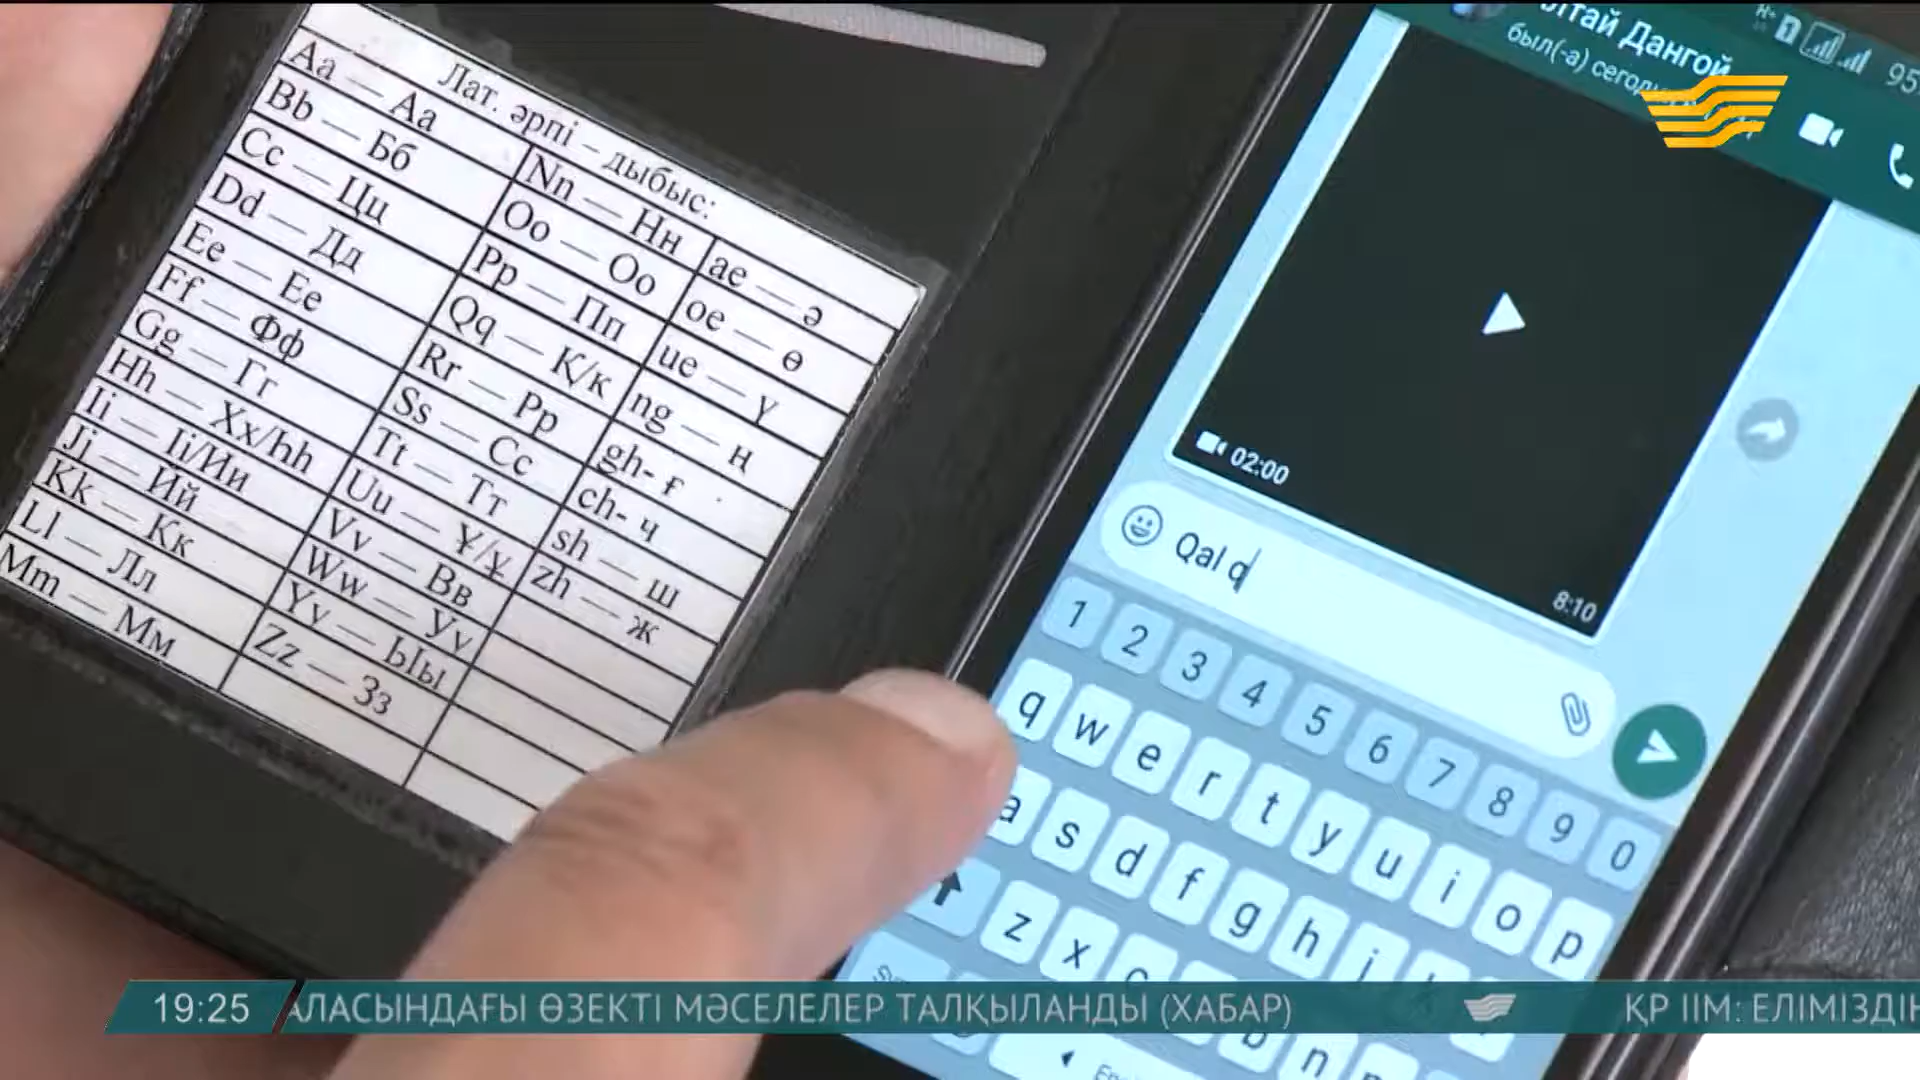 Лат. әрпі – дыбыс:
Aa — Аа
Bb — Бб
Cc — Цц
Dd — Дд
Ee — Ее
Ff — Фф
Gg — Гг
Hh — Хх/hh
Ii — Ii/Ии
Jj — Йй
Kk — Кк
Ll — Лл
Mm — Мм
Nn — Нн
Oo — Оо
Pp — Пп
Qq — Қ/к
Rr — Рр
Ss — Сс
Tt — Тт
Uu — Ұ/ұ
Vv — Вв
Ww — Уу
Yy — Ыы
Zz — Зз
ae — ә
oe — ө
ue — ү
ng — ң
gh- ғ
ch- ч
sh — ш
zh — ж
Дангой
был(-а)
95
02:00
8:10
Qal q
1 2 3 4 5 6 7 8 9 0
q w e r t y u i o p
a s d f g h j
z x c b n
19:25
АЛАСЫНДАҒЫ ӨЗЕКТІ МӘСЕЛЕЛЕР ТАЛҚЫЛАНДЫ (ХАБАР)
ҚР ІІМ: ЕЛІМІЗДІҢ